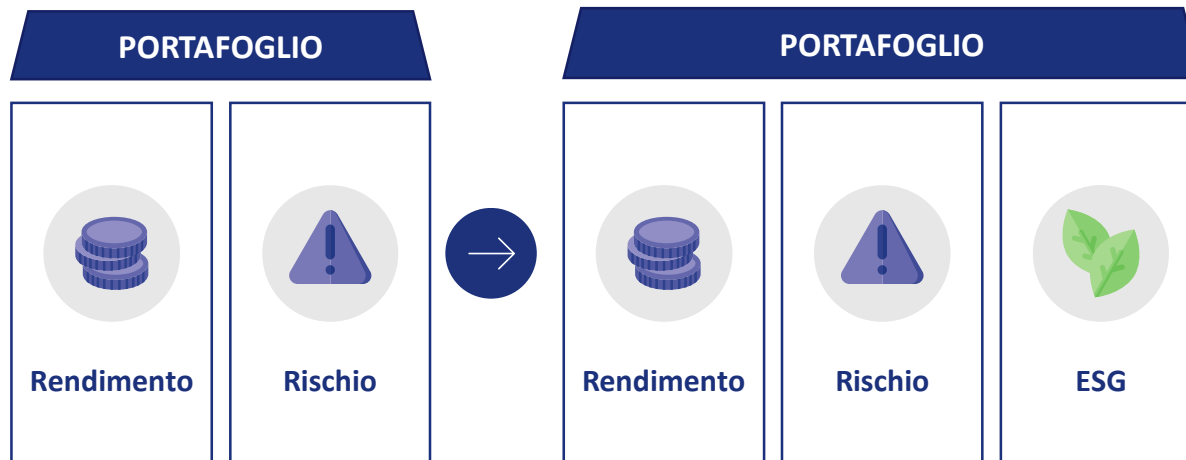 PORTAFOGLIO
Rendimento
Rischio
PORTAFOGLIO
Rendimento
Rischio
ESG